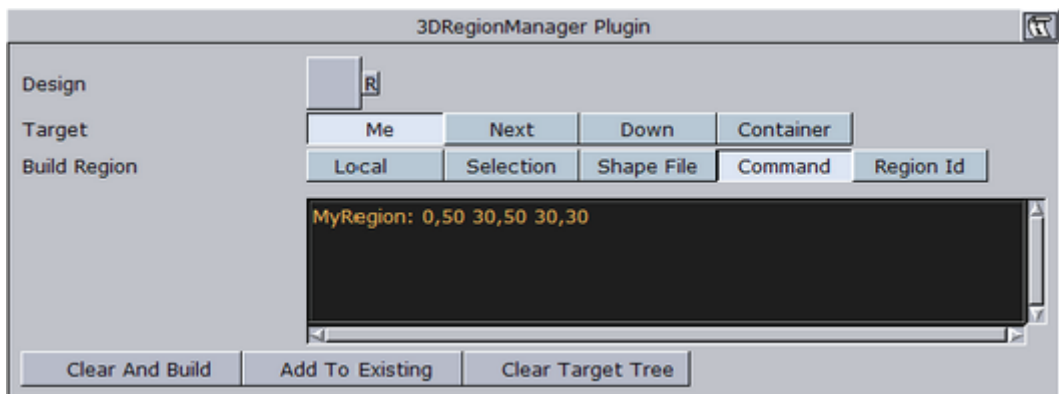 3DRegionManager Plugin
Design R
Target Me Next Down Container
Build Region Local Selection Shape File Command Region Id
MyRegion: 0,50 30,50 30,30
Clear And Build Add To Existing Clear Target Tree